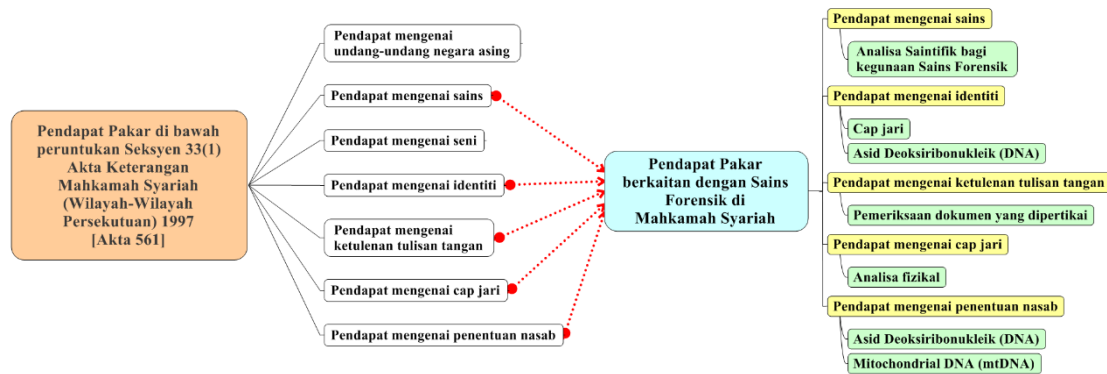 Pendapat Pakar di bawah
peruntukan Seksyen 33(1)
Akta Keterangan
Mahkamah Syariah
(Wilayah-Wilayah
Persekutuan) 1997
[Akta 561]
Pendapat mengenai
undang-undang negara asing
Pendapat mengenai sains
Pendapat mengenai seni
Pendapat mengenai identiti
Pendapat mengenai
ketulenan tulisan tangan
Pendapat mengenai cap jari
Pendapat mengenai penentuan nasab
Pendapat Pakar
berkaitan dengan Sains
Forensik di
Mahkamah Syariah
Pendapat mengenai sains
Analisa Saintifik bagi
kegunaan Sains Forensik
Pendapat mengenai identiti
Cap jari
Asid Deoksiribonukleik (DNA)
Pendapat mengenai ketulenan tulisan tangan
Pemeriksaan dokumen yang dipertikai
Pendapat mengenai cap jari
Analisa fizikal
Pendapat mengenai penentuan nasab
Asid Deoksiribonukleik (DNA)
Mitochondrial DNA (mtDNA)